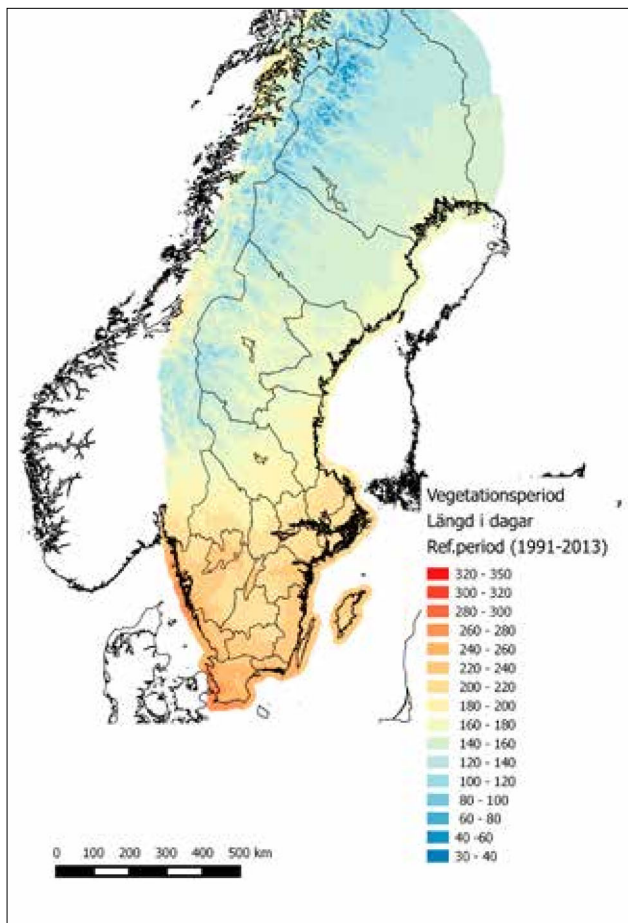 Vegetationsperiod
Längd i dagar
Ref.period (1991-2013)
320 - 350
300 - 320
280 - 300
260 - 280
240 - 260
220 - 240
200 - 220
180 - 200
160 - 180
140 - 160
120 - 140
100 - 120
80 - 100
60 - 80
40 -60
30 - 40
0 100 200 300 400 500 km